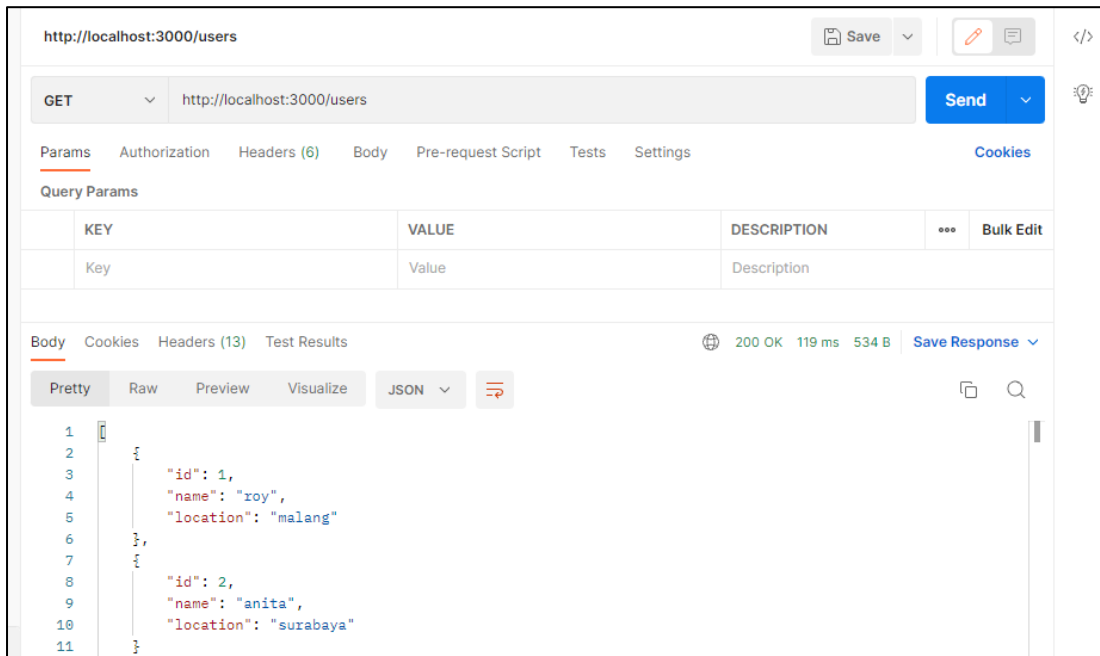 http://localhost:3000/users Save </>
GET http://localhost:3000/users Send
Params Authorization Headers (6) Body Pre-request Script Tests Settings Cookies
Query Params
KEY VALUE DESCRIPTION ooo Bulk Edit
Key Value Description
Body Cookies Headers (13) Test Results 200 OK 119 ms 534 B Save Response
Pretty Raw Preview Visualize JSON
1 [
2 {
3 "id": 1,
4 "name": "roy",
5 "location": "malang"
6 },
7 {
8 "id": 2,
9 "name": "anita",
10 "location": "surabaya"
11 }